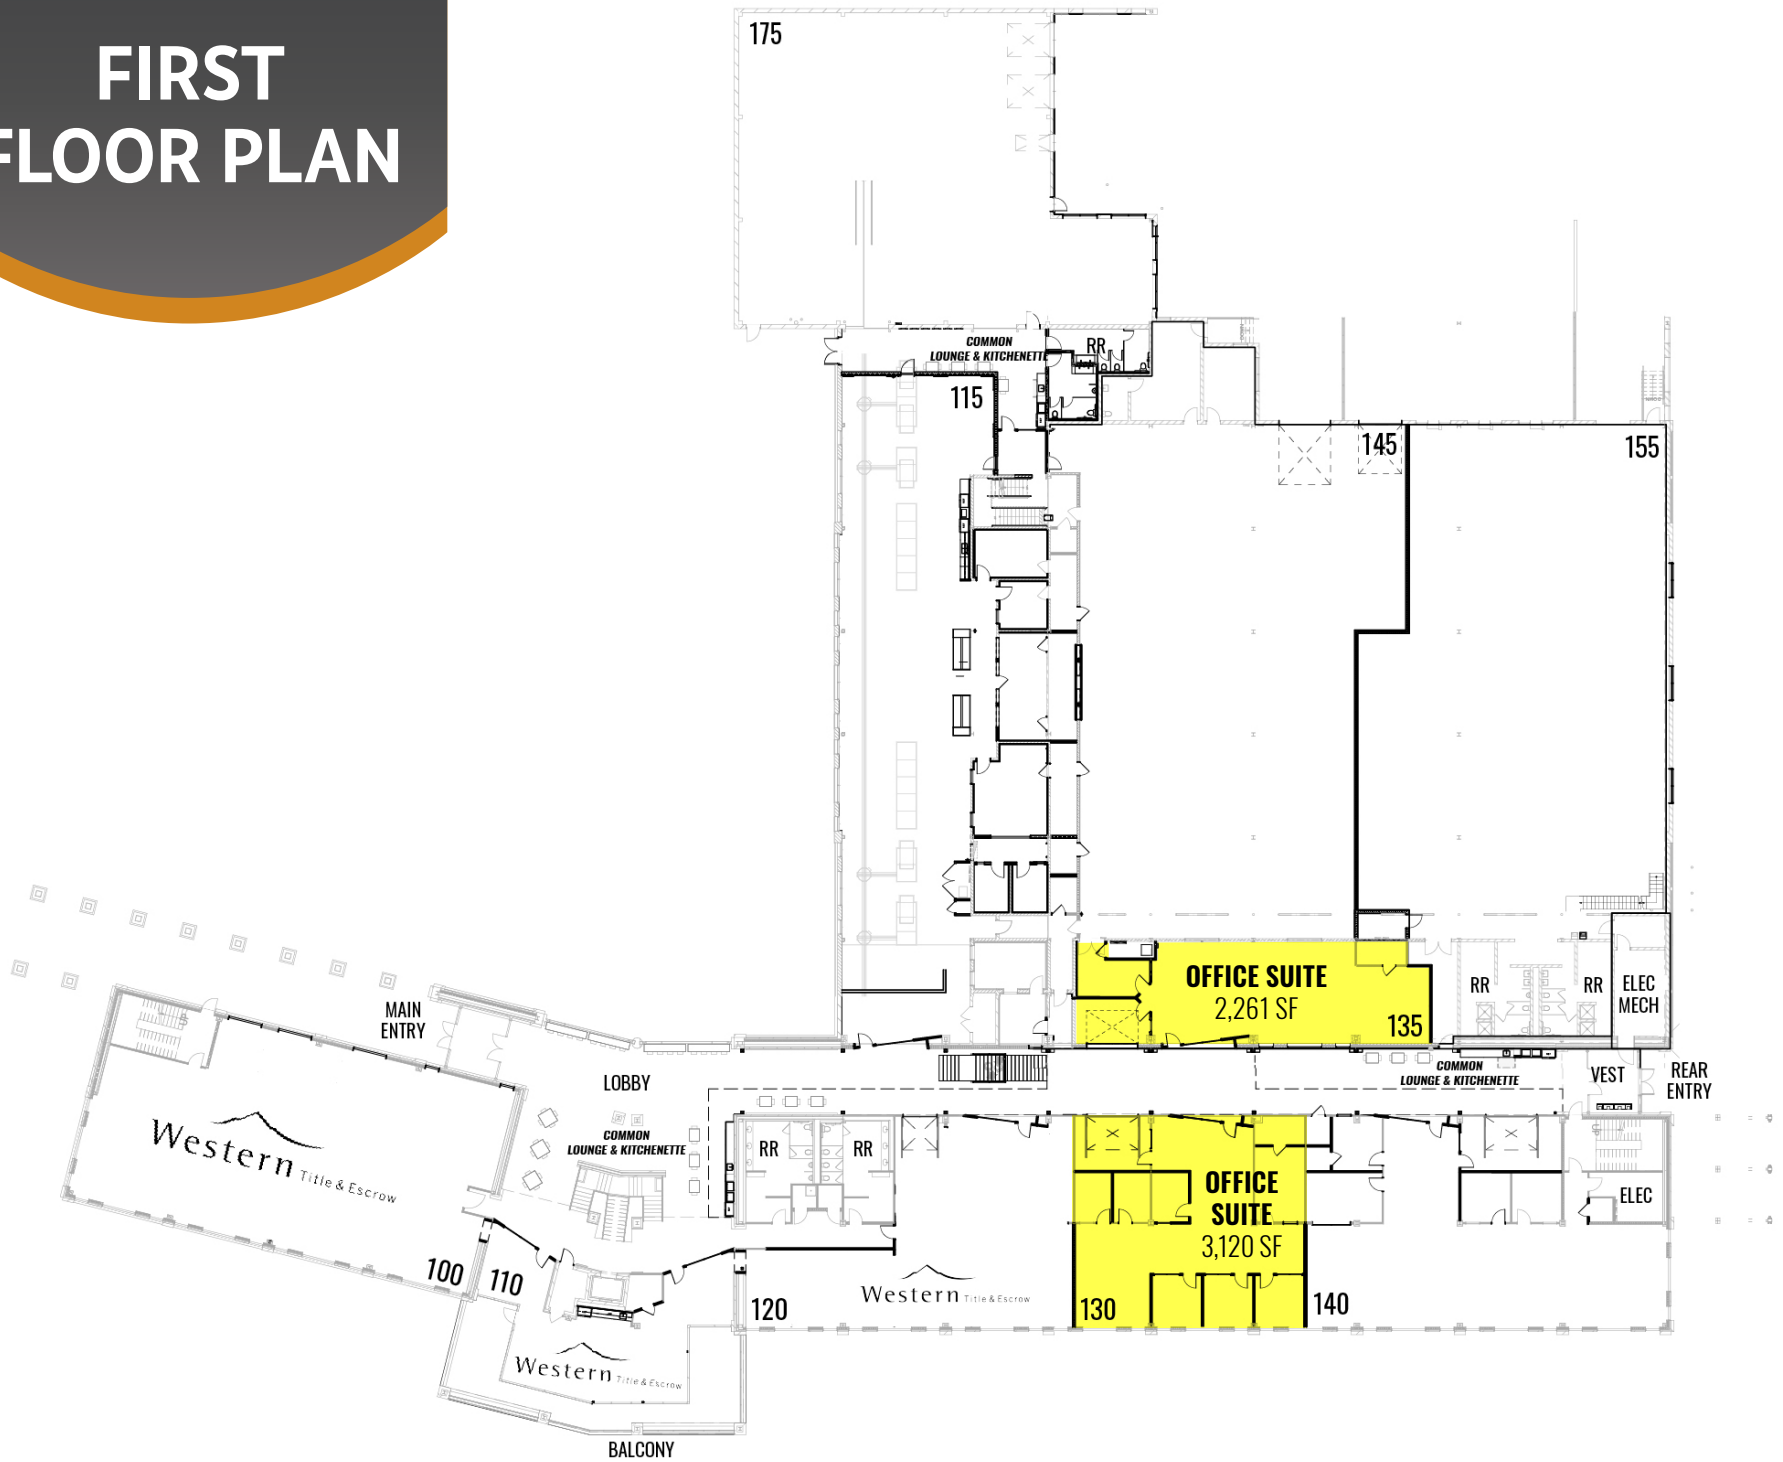 FIRST
FLOOR PLAN
175
COMMON
LOUNGE & KITCHENETTE
RR
115
145
155
OFFICE SUITE
2,261 SF
135
RR
RR
ELEC
MECH
MAIN
ENTRY
LOBBY
COMMON
LOUNGE & KITCHENETTE
VEST
REAR
ENTRY
COMMON
LOUNGE & KITCHENETTE
RR
RR
Western Title & Escrow
OFFICE
SUITE
3,120 SF
ELEC
100
110
120
Western Title & Escrow
130
140
Western Title & Escrow
BALCONY